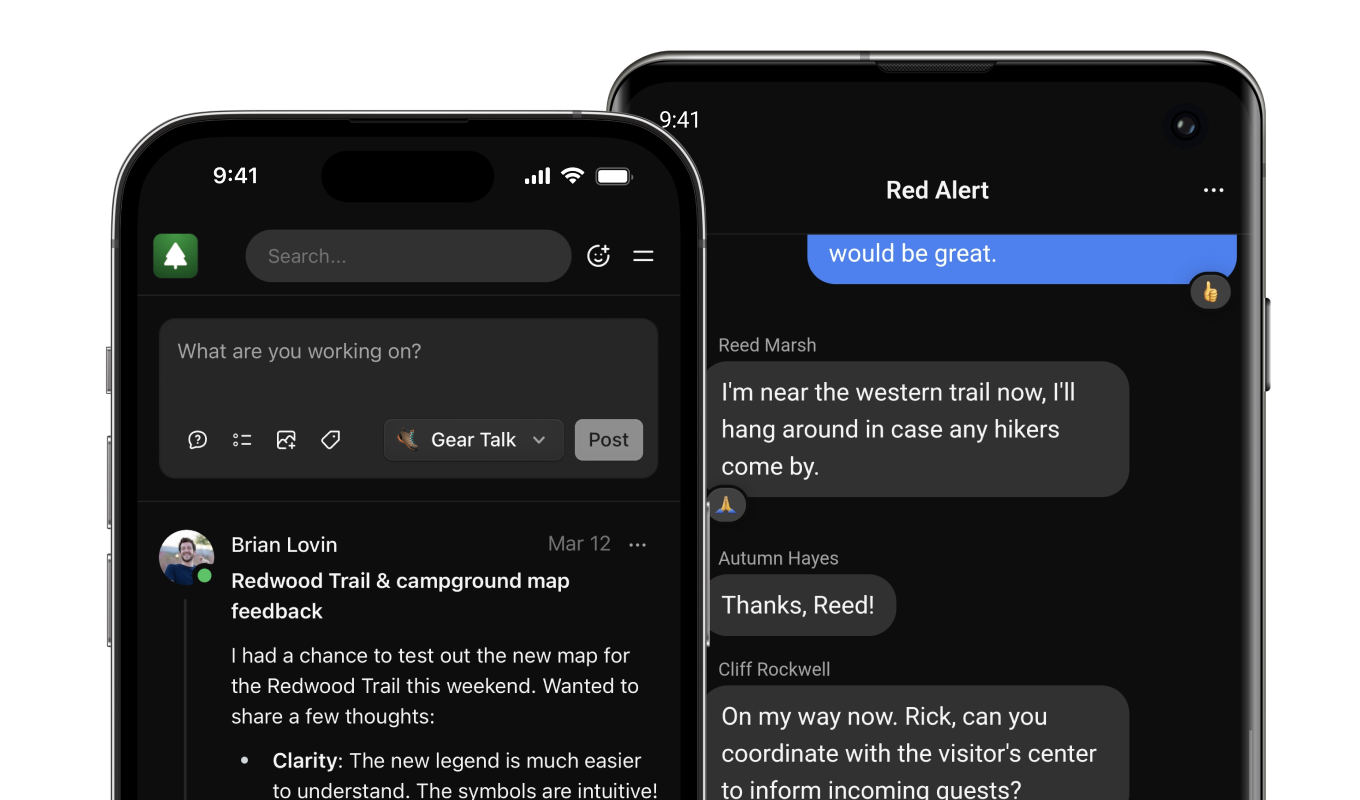 9:41
Search...
What are you working on?
Gear Talk
Post
Brian Lovin
Mar 12
Redwood Trail & campground map
feedback
I had a chance to test out the new map for
the Redwood Trail this weekend. Wanted to
share a few thoughts:
• Clarity: The new legend is much easier
to understand. The symbols are intuitive!
9:41
Red Alert
would be great.
Reed Marsh
I'm near the western trail now, I'll
hang around in case any hikers
come by.
Autumn Hayes
Thanks, Reed!
Cliff Rockwell
On my way now. Rick, can you
coordinate with the visitor's center
to inform incoming guests?